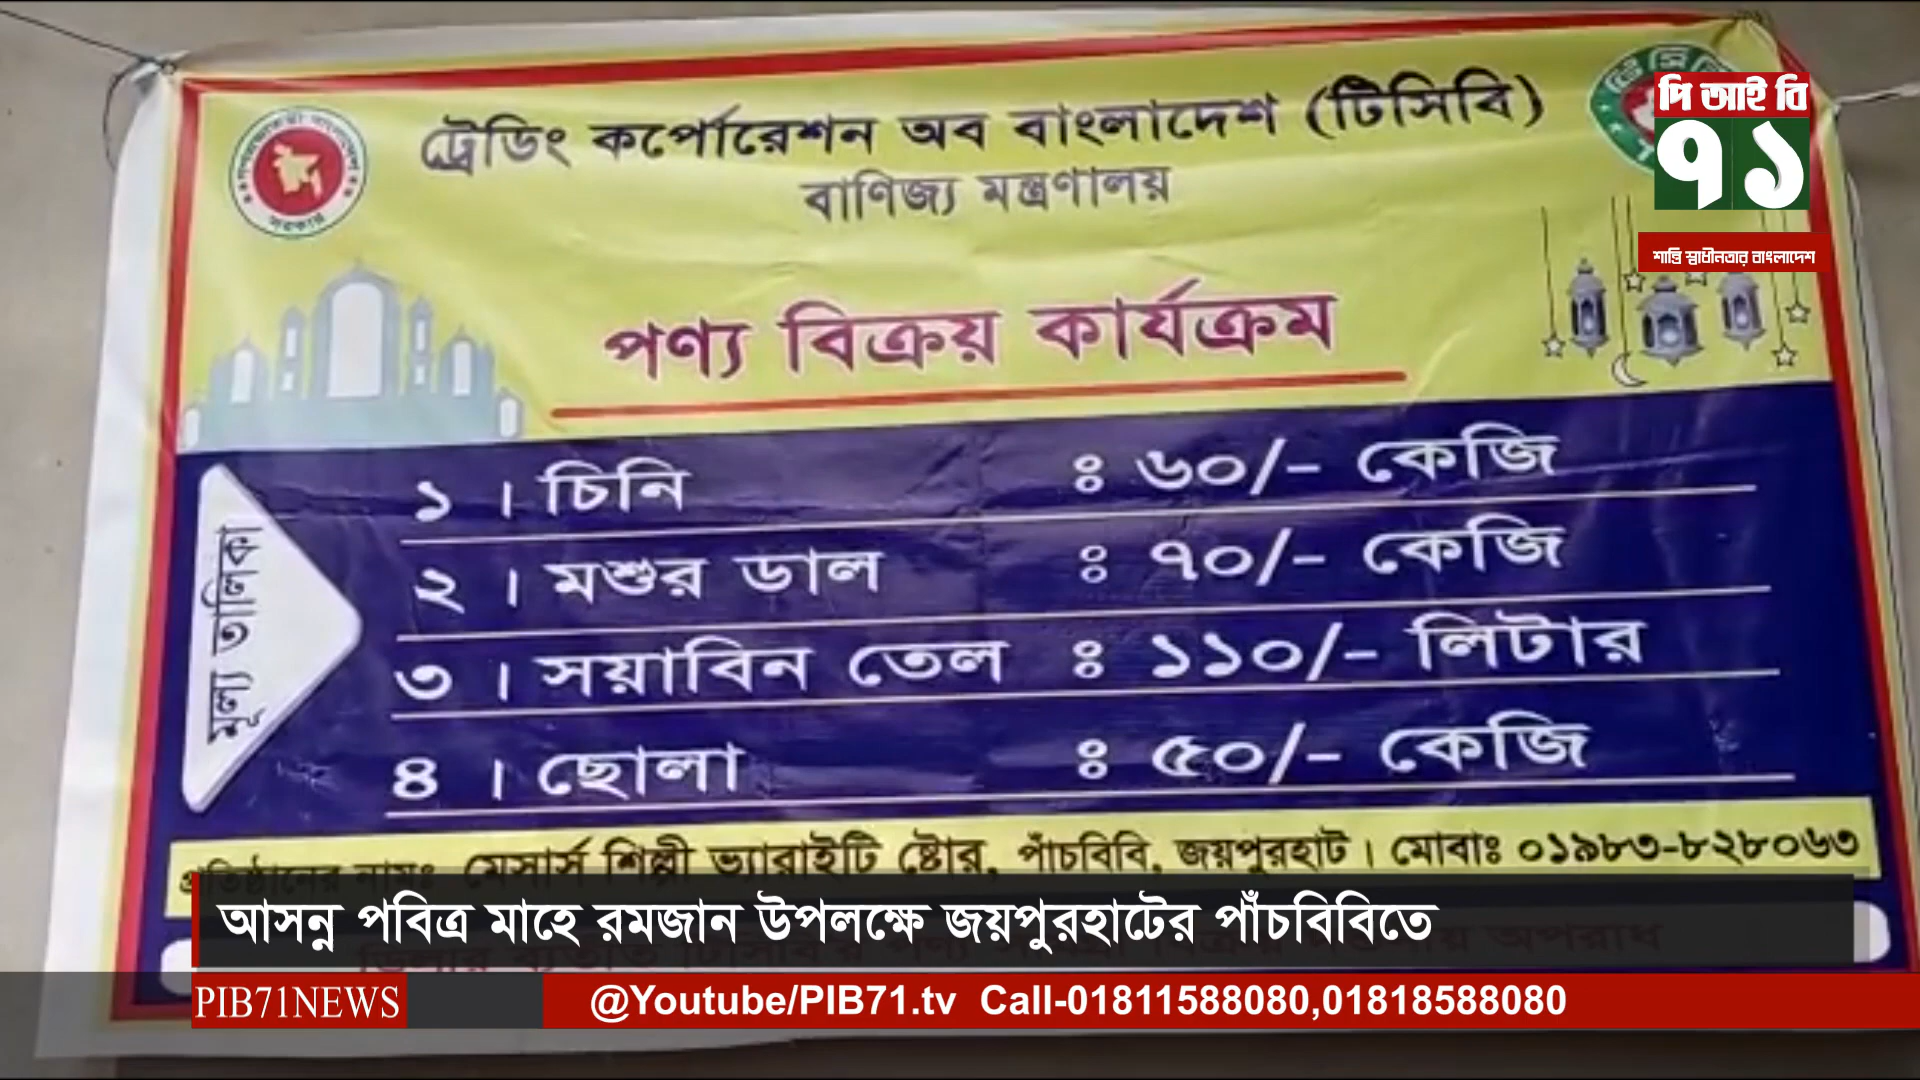 ট্রেডিং কর্পোরেশন অব বাংলাদেশ (টিসিবি)
বাণিজ্য মন্ত্রণালয়
পি আই বি
৭১
শান্তি স্বাধীনতার বাংলাদেশ
পণ্য বিক্রয় কার্যক্রম
মূল্য তালিকা
১ । চিনি ঃ ৬০/- কেজি
২ । মশুর ডাল ঃ ৭০/- কেজি
৩ । সয়াবিন তেল ঃ ১১০/- লিটার
৪ । ছোলা ঃ ৫০/- কেজি
প্রতিষ্ঠানের নামঃ মেসার্স শিল্পী ভ্যারাইটি ষ্টোর, পাঁচবিবি, জয়পুরহাট । মোবাঃ ০১৯৮৩-৮২৮০৬৩
আসন্ন পবিত্র মাহে রমজান উপলক্ষে জয়পুরহাটের পাঁচবিবিতে
PIB71NEWS @Youtube/PIB71.tv Call-01811588080,01818588080